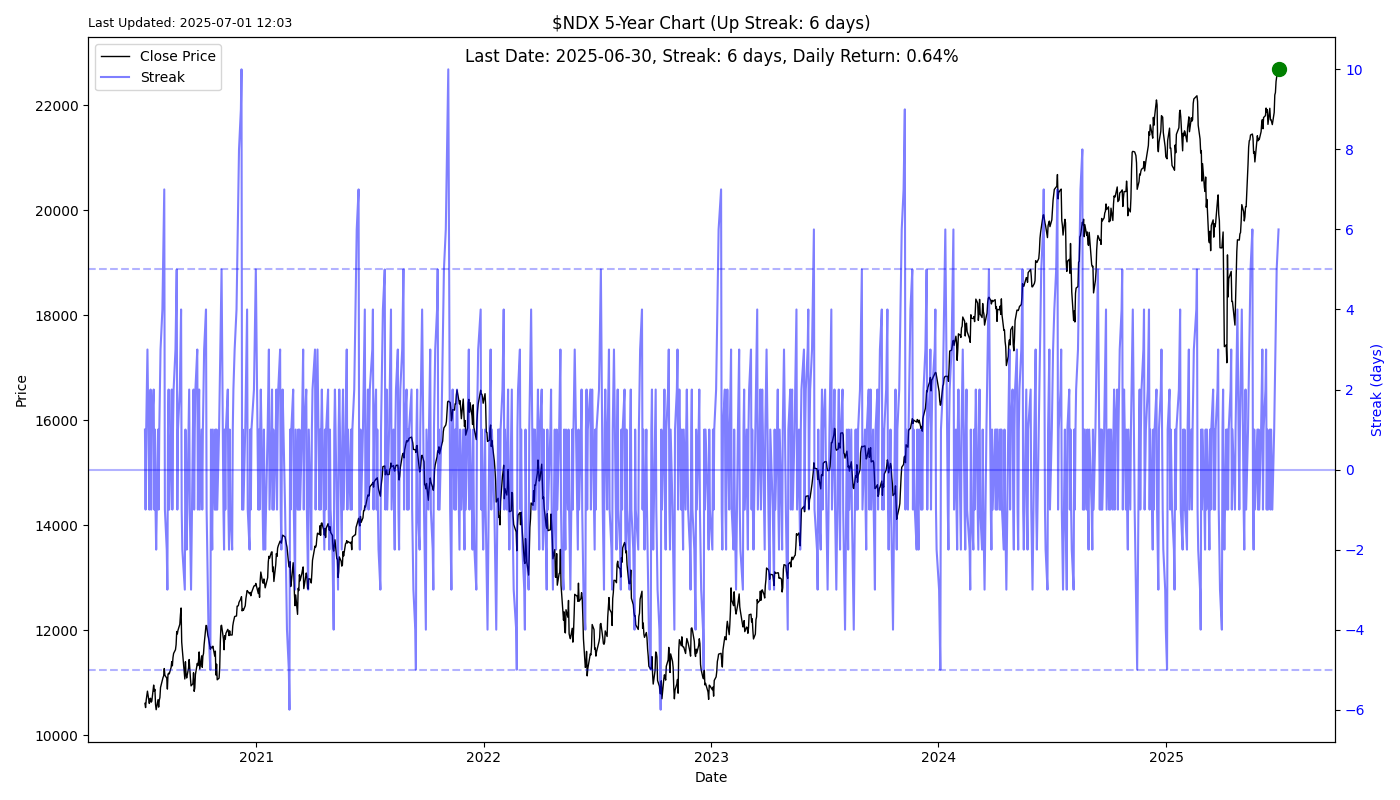 Last Updated: 2025-07-01 12:03
$NDX 5-Year Chart (Up Streak: 6 days)
Last Date: 2025-06-30, Streak: 6 days, Daily Return: 0.64%
Close Price
Streak
22000
20000
18000
16000
14000
12000
10000
Price
10
8
6
4
2
0
−2
−4
−6
Streak (days)
2021
2022
2023
2024
2025
Date